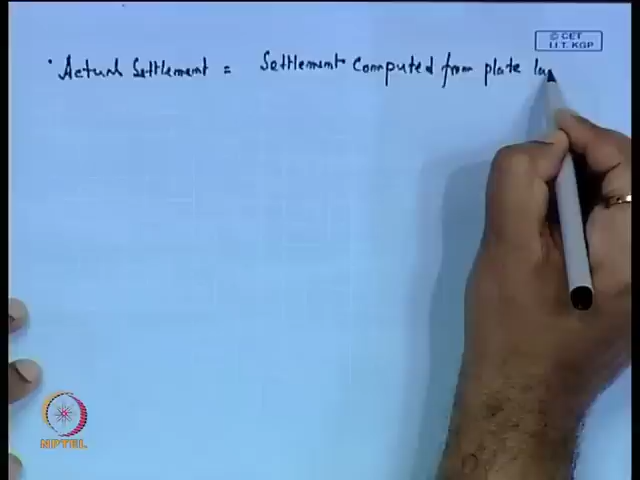 © CET
I.I.T. KGP
Actual Settlement = Settlement Computed from plate
NPTEL